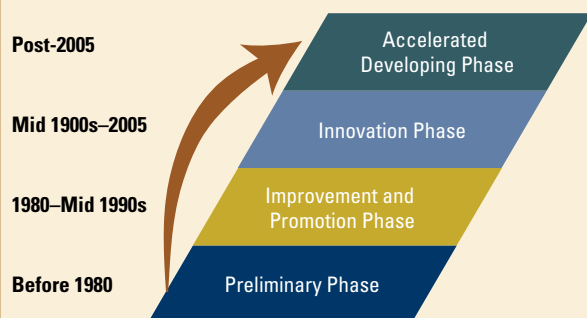 Post-2005
Accelerated
Developing Phase
Mid 1900s–2005
Innovation Phase
1980–Mid 1990s
Improvement and
Promotion Phase
Before 1980
Preliminary Phase